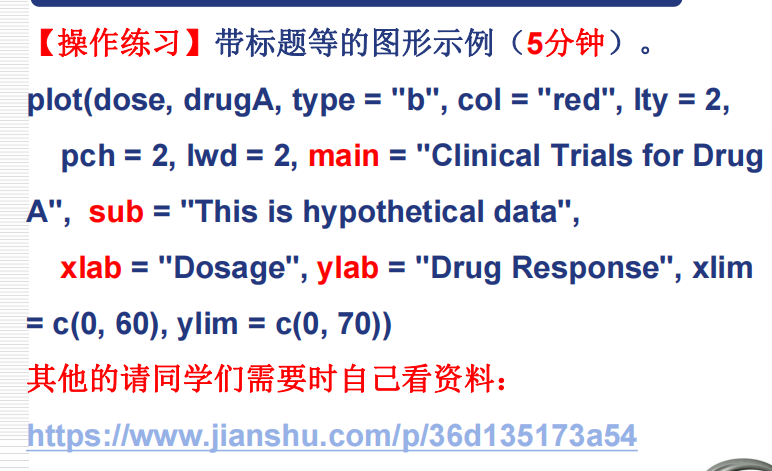 【操作练习】带标题等的图形示例（5分钟）。
plot(dose, drugA, type = "b", col = "red", lty = 2,
pch = 2, lwd = 2, main = "Clinical Trials for Drug
A", sub = "This is hypothetical data",
xlab = "Dosage", ylab = "Drug Response", xlim
= c(0, 60), ylim = c(0, 70))
其他的请同学们需要时自己看资料：
https://www.jianshu.com/p/36d135173a54